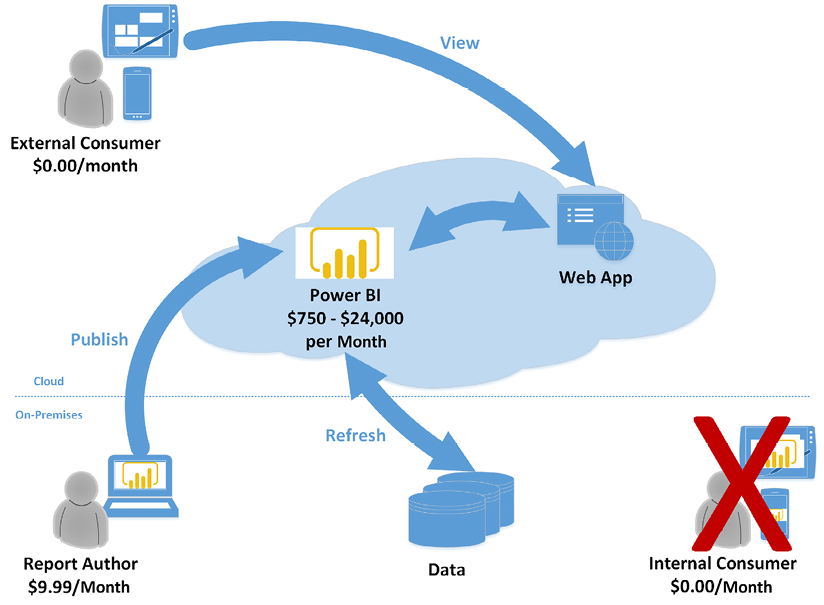 View
External Consumer
$0.00/month
Web App
Power BI
$750 - $24,000
per Month
Publish
Cloud
On-Premises
Refresh
Report Author
$9.99/Month
Data
Internal Consumer
$0.00/Month